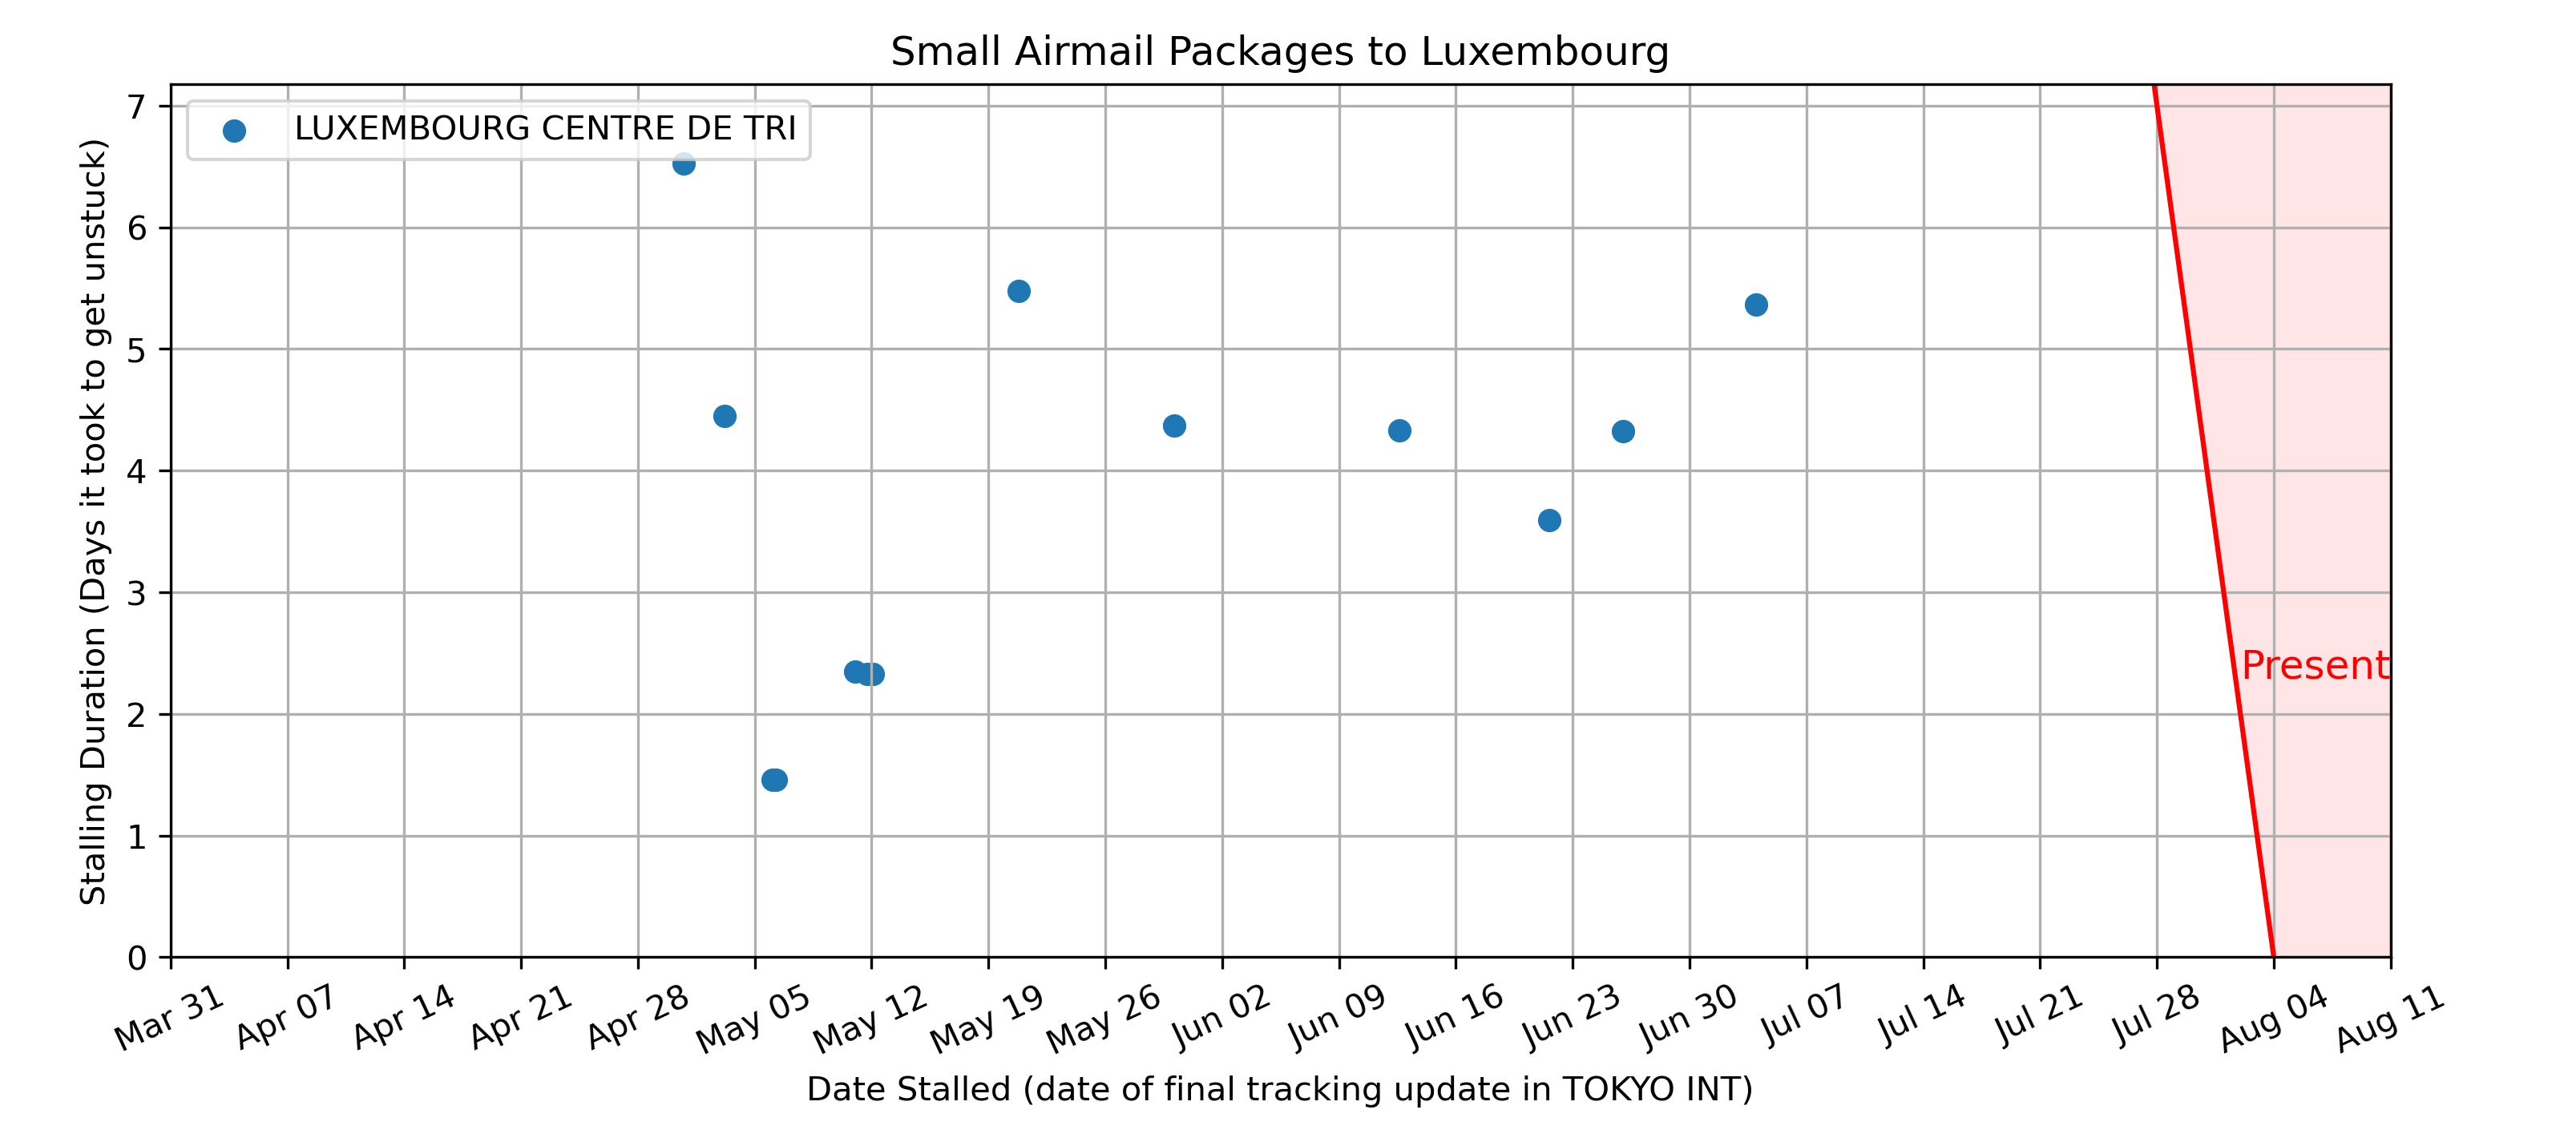 Small Airmail Packages to Luxembourg
LUXEMBOURG CENTRE DE TRI
Stalling Duration (Days it took to get unstuck)
7
6
5
4
3
2
1
0
Present
Mar 31
Apr 07
Apr 14
Apr 21
Apr 28
May 05
May 12
May 19
May 26
Jun 02
Jun 09
Jun 16
Jun 23
Jun 30
Jul 07
Jul 14
Jul 21
Jul 28
Aug 04
Aug 11
Date Stalled (date of final tracking update in TOKYO INT)